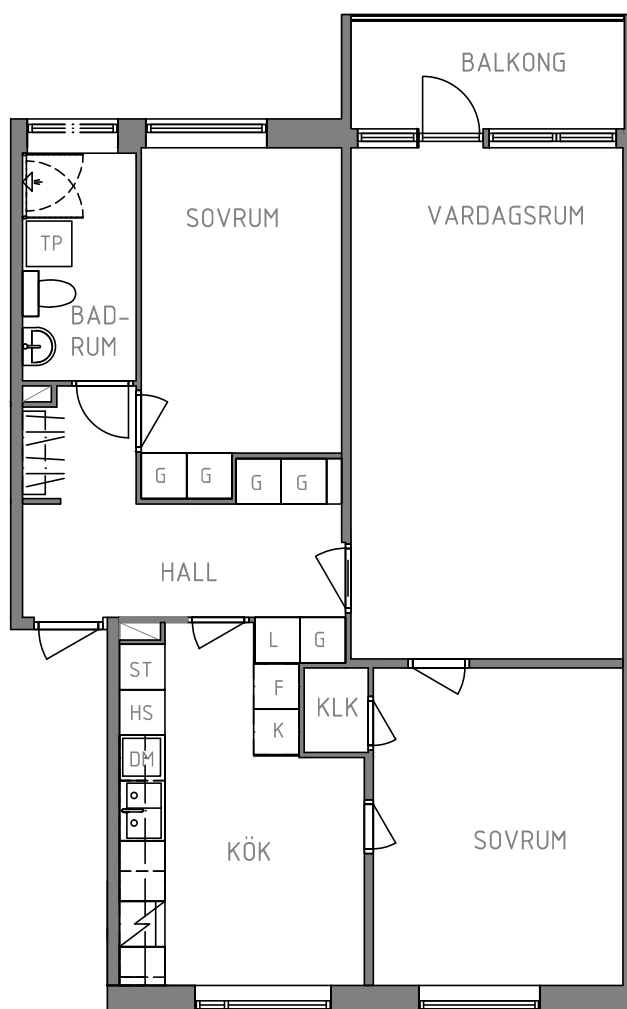 BALKONG
SOVRUM
VARDAGSRUM
TP
BAD-
RUM
G
G
G
G
HALL
L
G
ST
F
HS
KLK
K
DM
KÖK
SOVRUM